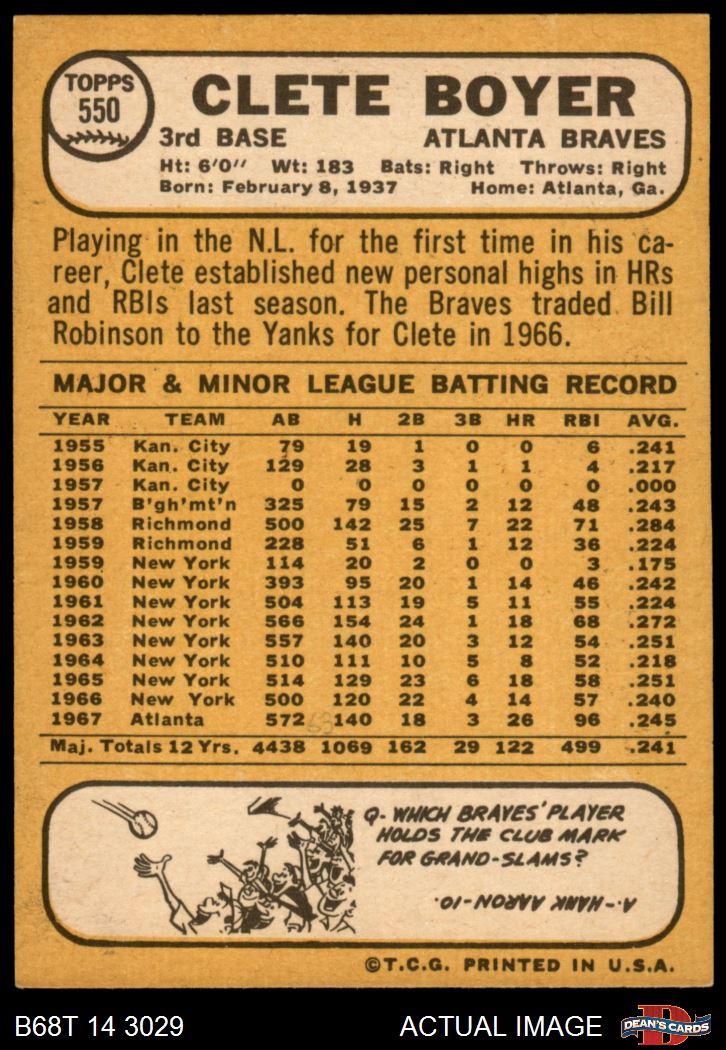 TOPPS
550
CLETE BOYER
3rd BASE ATLANTA BRAVES
Ht: 6'0" Wt: 183 Bats: Right Throws: Right
Born: February 8, 1937 Home: Atlanta, Ga.
Playing in the N.L. for the first time in his ca-
reer, Clete established new personal highs in HRs
and RBIs last season. The Braves traded Bill
Robinson to the Yanks for Clete in 1966.
MAJOR & MINOR LEAGUE BATTING RECORD
YEAR TEAM AB H 2B 3B HR RBI AVG.
1955 Kan. City 79 19 1 0 0 6 .241
1956 Kan. City 129 28 3 1 1 4 .217
1957 Kan. City 0 0 0 0 0 0 .000
1957 B'gh'mt'n 325 79 15 2 12 48 .243
1958 Richmond 500 142 25 7 22 71 .284
1959 Richmond 228 51 6 1 12 36 .224
1959 New York 114 20 2 0 0 3 .175
1960 New York 393 95 20 1 14 46 .242
1961 New York 504 113 19 5 11 55 .224
1962 New York 566 154 24 1 18 68 .272
1963 New York 557 140 20 3 12 54 .251
1964 New York 510 111 10 5 8 52 .218
1965 New York 514 129 23 6 18 58 .251
1966 New York 500 120 22 4 14 57 .240
1967 Atlanta 572 140 18 3 26 96 .245
Maj. Totals 12 Yrs. 4438 1069 162 29 122 499 .241
Q- WHICH BRAVES' PLAYER
HOLDS THE CLUB MARK
FOR GRAND-SLAMS?
A- HANK AARON-10.
©T.C.G. PRINTED IN U.S.A.
B68T 14 3029 ACTUAL IMAGE D DEAN'S CARDS